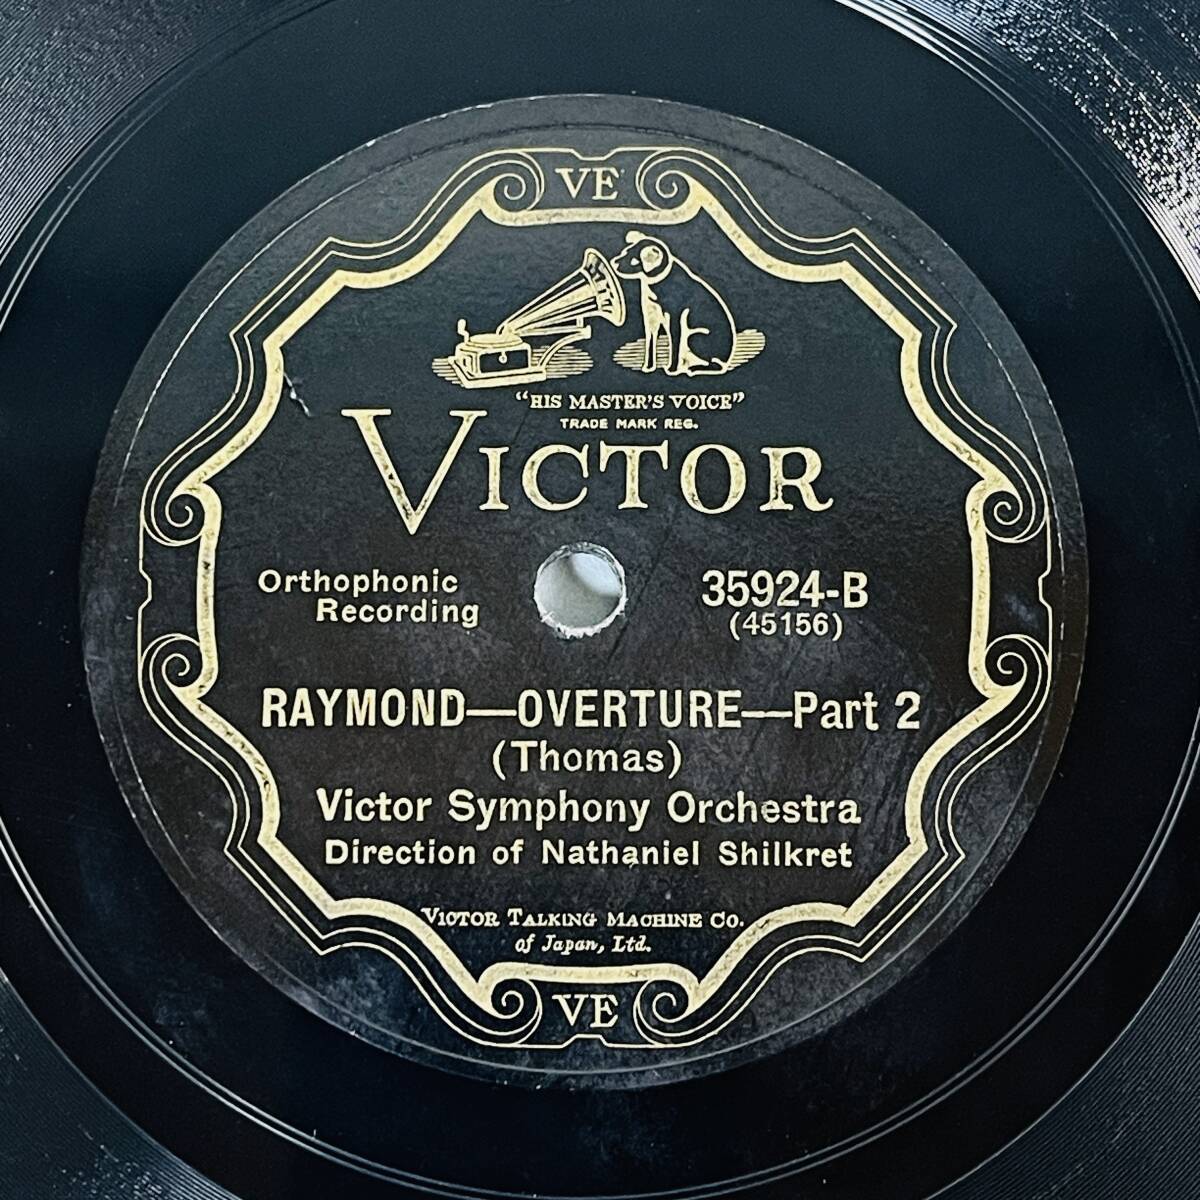 VE
"HIS MASTER'S VOICE"
TRADE MARK REG.
VICTOR
Orthophonic
Recording
35924-B
(45156)
RAYMOND—OVERTURE—Part 2
(Thomas)
Victor Symphony Orchestra
Direction of Nathaniel Shilkret
VICTOR TALKING MACHINE CO.
of Japan, Ltd.
VE